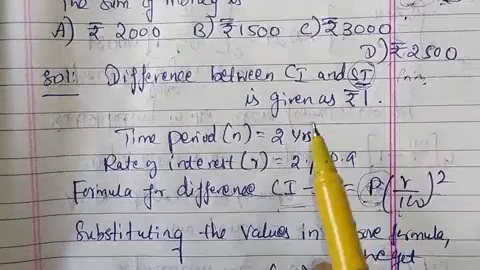 The sum of money is
A) ₹ 2000 B) ₹1500 C) ₹3000
D) ₹2500
Sol: Difference between CI and SI
is given as ₹1.
Time period (n) = 2 yrs
Rate of interest (r) = 2 p.a
Formula for difference CI - = P(r/100)²
Substituting the values in formula,
we get